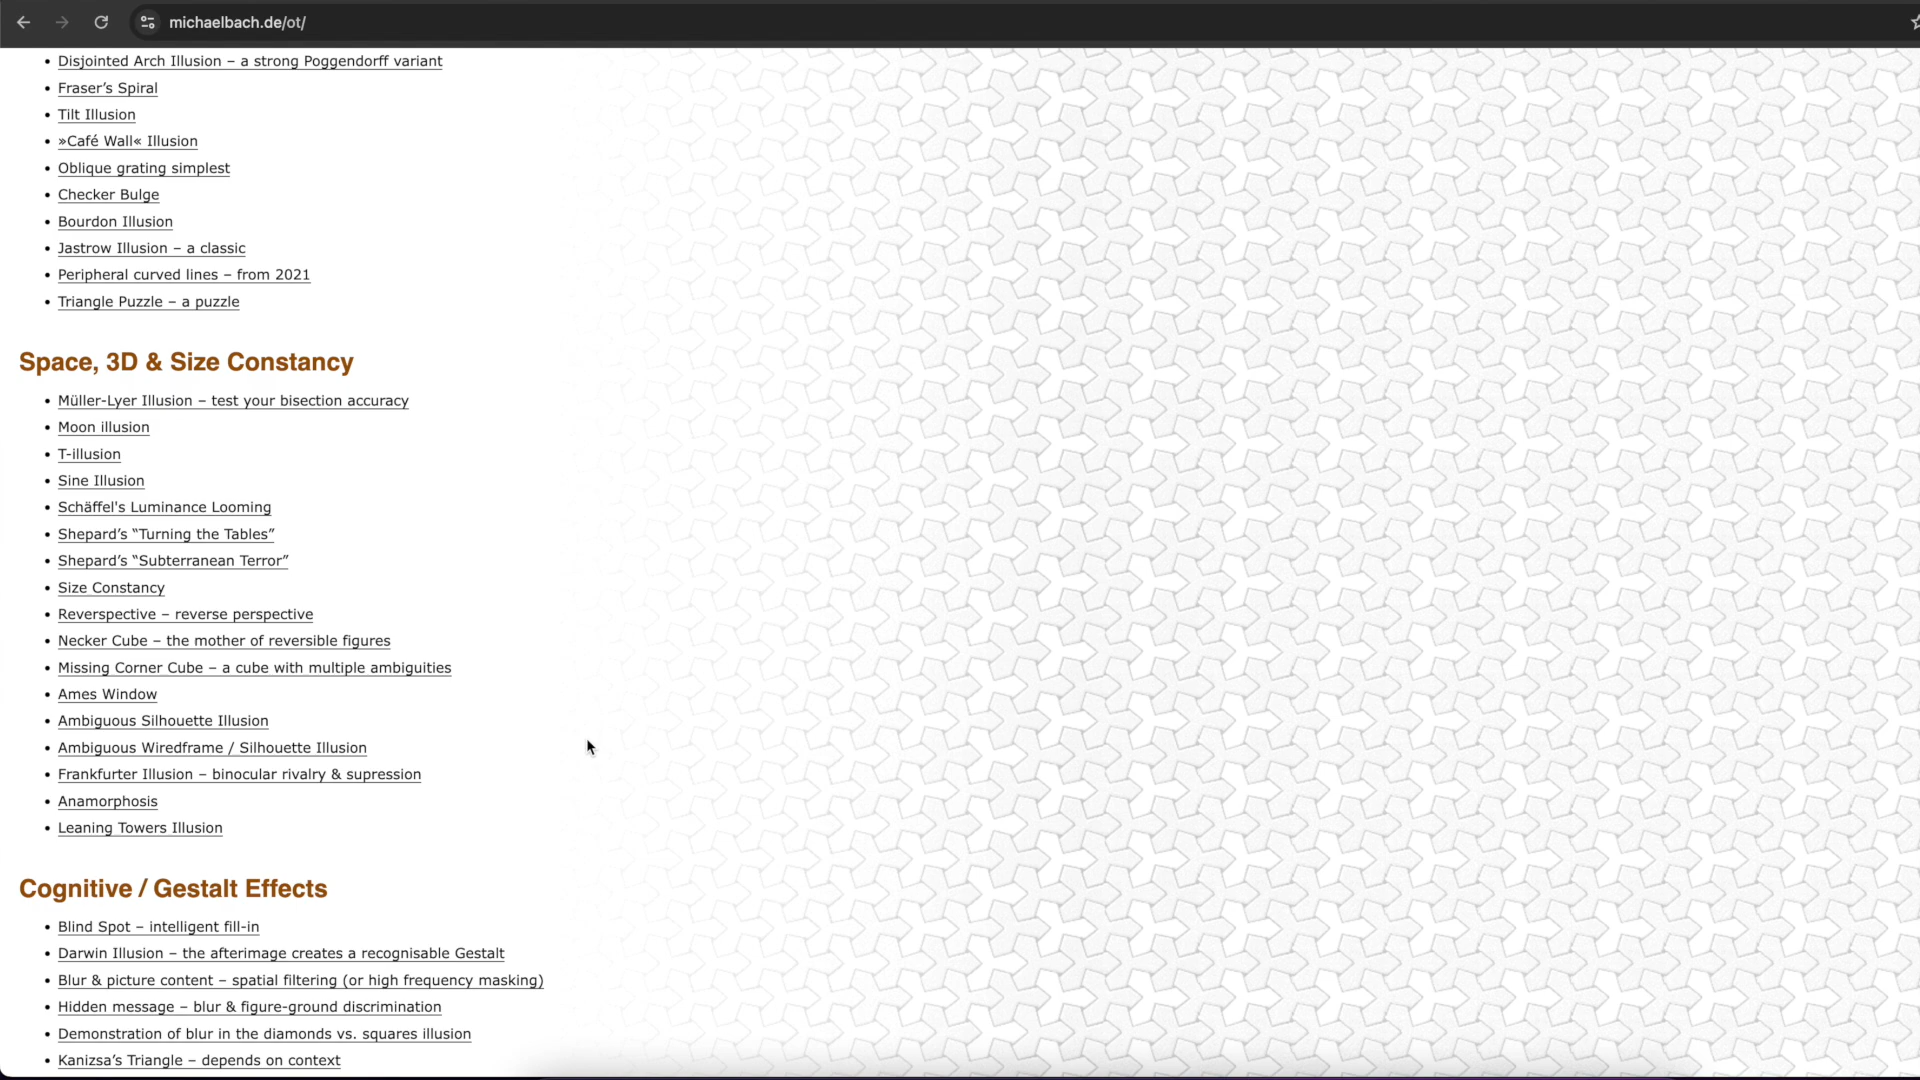 michaelbach.de/ot/
Disjointed Arch Illusion – a strong Poggendorff variant
Fraser’s Spiral
Tilt Illusion
»Café Wall« Illusion
Oblique grating simplest
Checker Bulge
Bourdon Illusion
Jastrow Illusion – a classic
Peripheral curved lines – from 2021
Triangle Puzzle – a puzzle
Space, 3D & Size Constancy
Müller-Lyer Illusion – test your bisection accuracy
Moon illusion
T-illusion
Sine Illusion
Schäffel's Luminance Looming
Shepard’s “Turning the Tables”
Shepard’s “Subterranean Terror”
Size Constancy
Reverspective – reverse perspective
Necker Cube – the mother of reversible figures
Missing Corner Cube – a cube with multiple ambiguities
Ames Window
Ambiguous Silhouette Illusion
Ambiguous Wiredframe / Silhouette Illusion
Frankfurter Illusion – binocular rivalry & supression
Anamorphosis
Leaning Towers Illusion
Cognitive / Gestalt Effects
Blind Spot – intelligent fill-in
Darwin Illusion – the afterimage creates a recognisable Gestalt
Blur & picture content – spatial filtering (or high frequency masking)
Hidden message – blur & figure-ground discrimination
Demonstration of blur in the diamonds vs. squares illusion
Kanizsa’s Triangle – depends on context